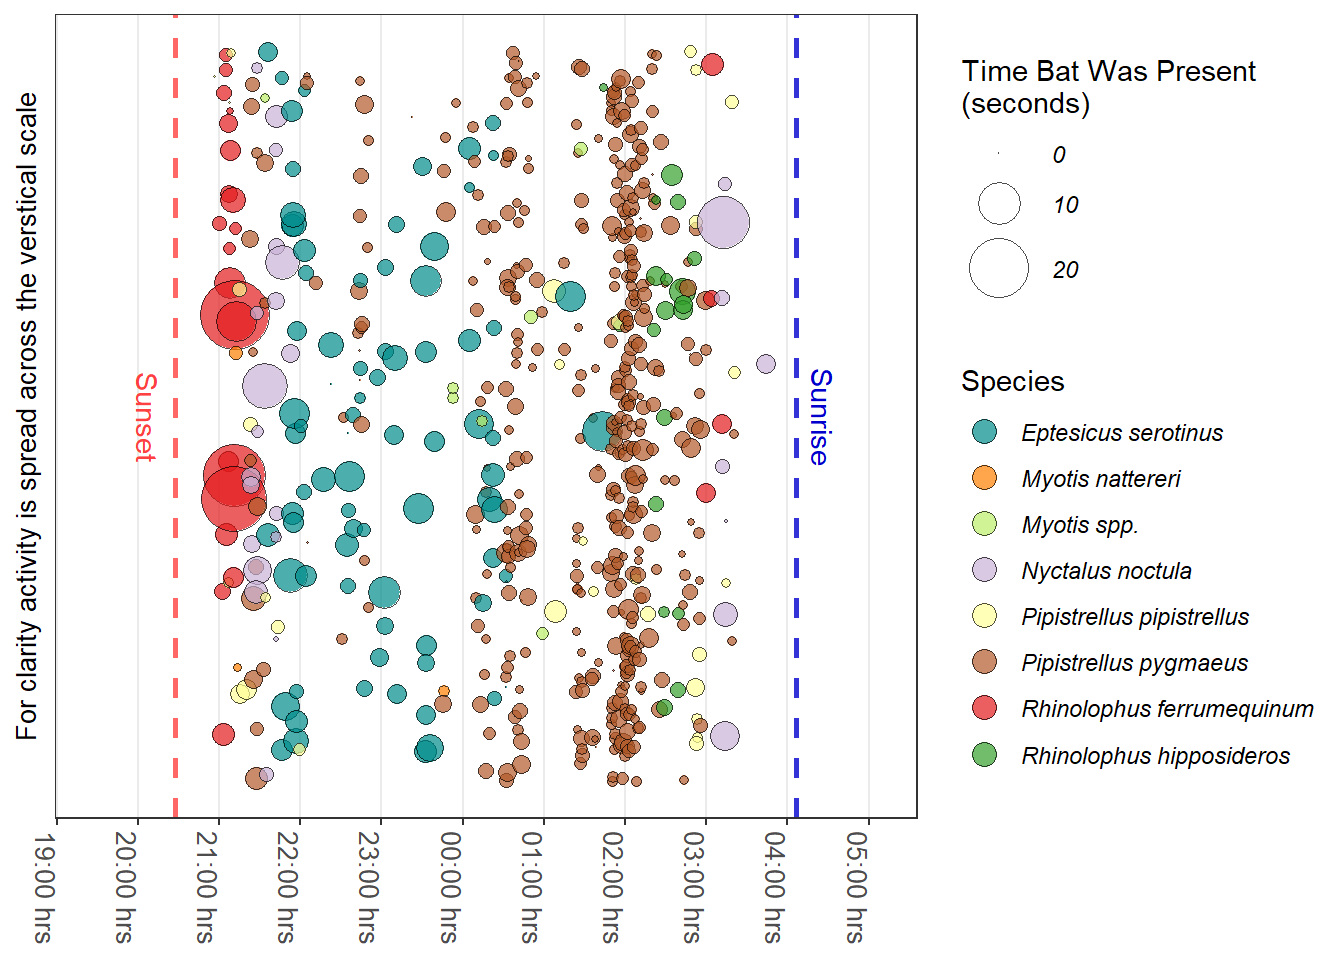 For clarity activity is spread across the verstical scale
Sunset
Sunrise
19:00 hrs
20:00 hrs
21:00 hrs
22:00 hrs
23:00 hrs
00:00 hrs
01:00 hrs
02:00 hrs
03:00 hrs
04:00 hrs
05:00 hrs
Time Bat Was Present
(seconds)
0
10
20
Species
Eptesicus serotinus
Myotis nattereri
Myotis spp.
Nyctalus noctula
Pipistrellus pipistrellus
Pipistrellus pygmaeus
Rhinolophus ferrumequinum
Rhinolophus hipposideros